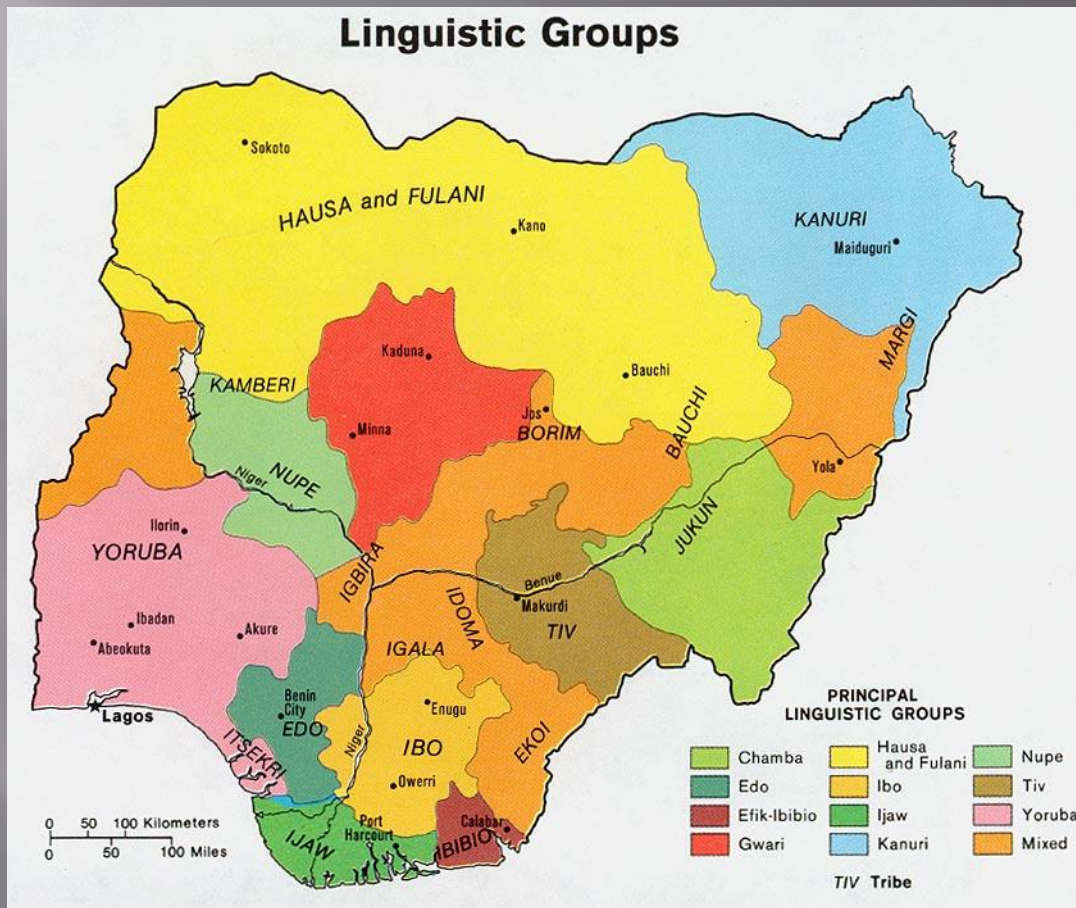 Linguistic Groups
Sokoto
HAUSA and FULANI
Kano
KANURI
Maiduguri
MARGI
Kaduna
Bauchi
KAMBERI
BAUCHI
Jos
BORIM
Minna
Yola
Niger
NUPE
JUKUN
Ilorin
YORUBA
IGBIRA
Benue
Makurdi
IDOMA
TIV
Ibadan
Akure
Abeokuta
IGALA
Lagos
Benin
City
EDO
Enugu
IBO
Niger
EKOI
ITSEKRI
Owerri
Port
Harcourt
Calabar
IBIBIO
IJAW
0 50 100 Kilometers
0 50 100 Miles
PRINCIPAL
LINGUISTIC GROUPS
Chamba
Edo
Efik-Ibibio
Gwari
Hausa
and Fulani
Ibo
Ijaw
Kanuri
Nupe
Tiv
Yoruba
Mixed
TIV Tribe